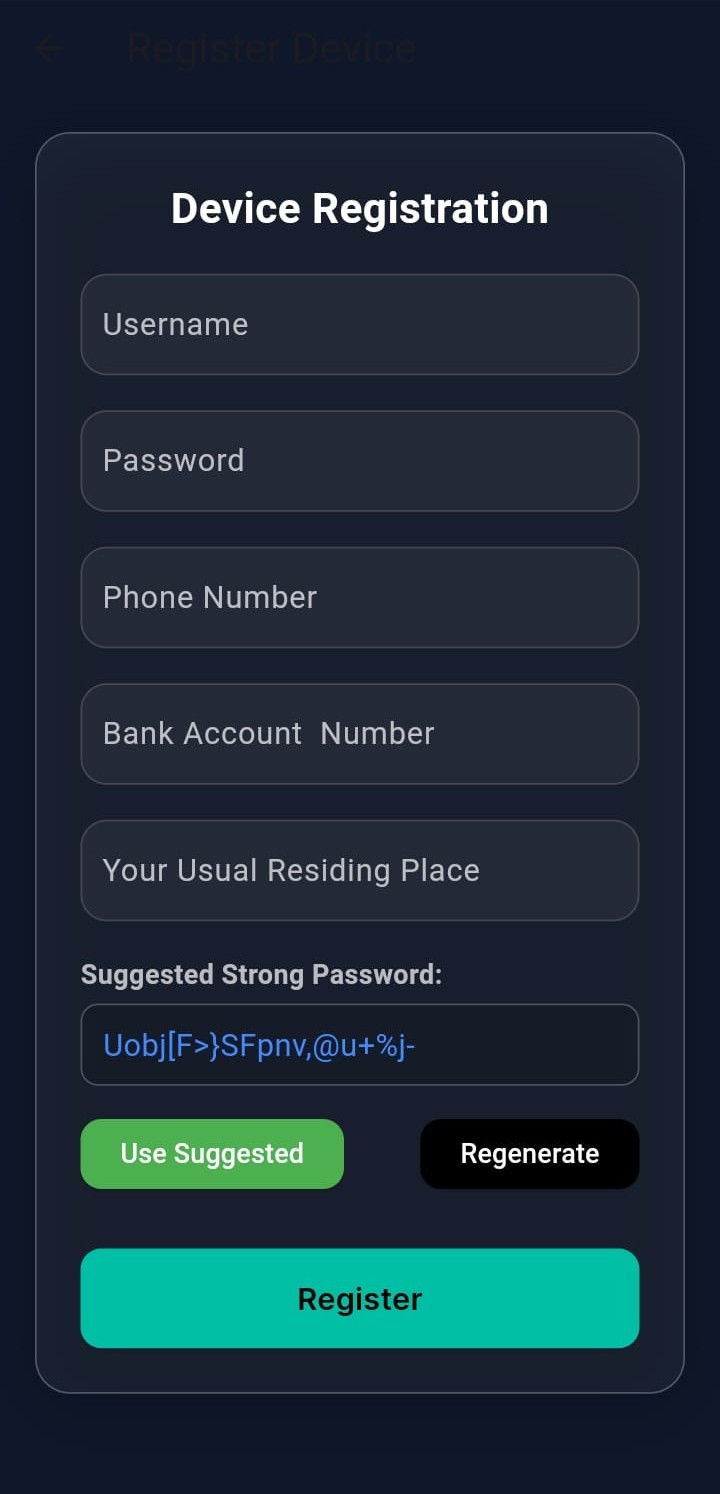 Register Device
Device Registration
Username
Password
Phone Number
Bank Account  Number
Your Usual Residing Place
Suggested Strong Password:
Uobj[F>}SFpnv,@u+%j-
Use Suggested
Regenerate
Register